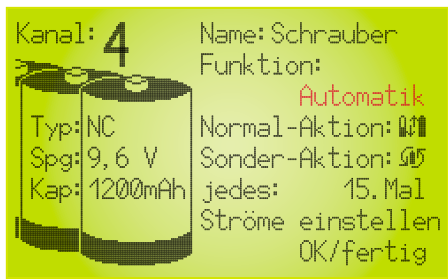 Kanal: 4
Name: Schrauber
Funktion:
Automatik
Typ: NC
Normal-Aktion:
Spg: 9,6 V
Sonder-Aktion:
Kap: 1200mAh
jedes: 15. Mal
Ströme einstellen
OK/fertig